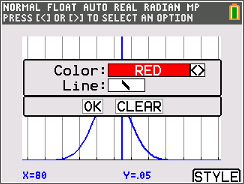 NORMAL FLOAT AUTO REAL RADIAN MP
PRESS [<] OR [>] TO SELECT AN OPTION
Color: RED <>
Line:
OK CLEAR
X=80 Y=.05 STYLE